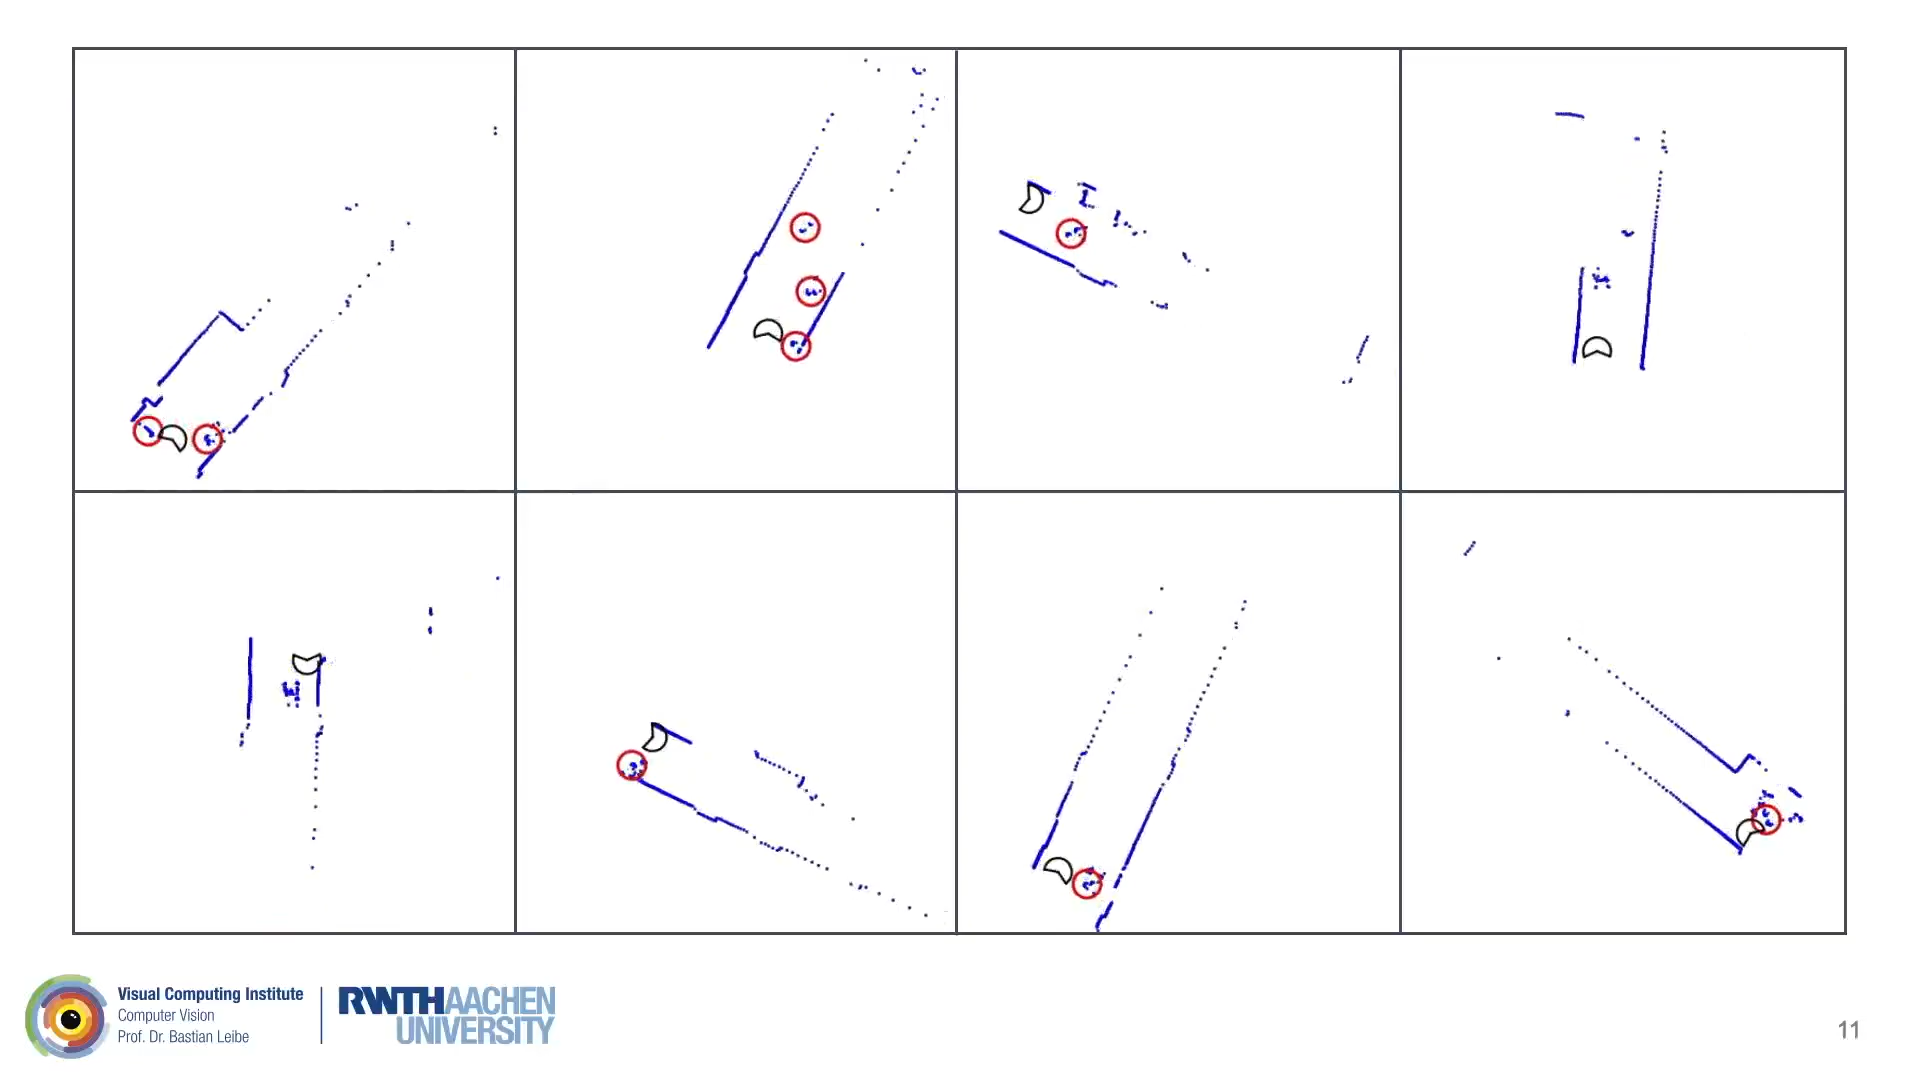 Visual Computing Institute
Computer Vision
Prof. Dr. Bastian Leibe
RWTHAACHEN
UNIVERSITY
11